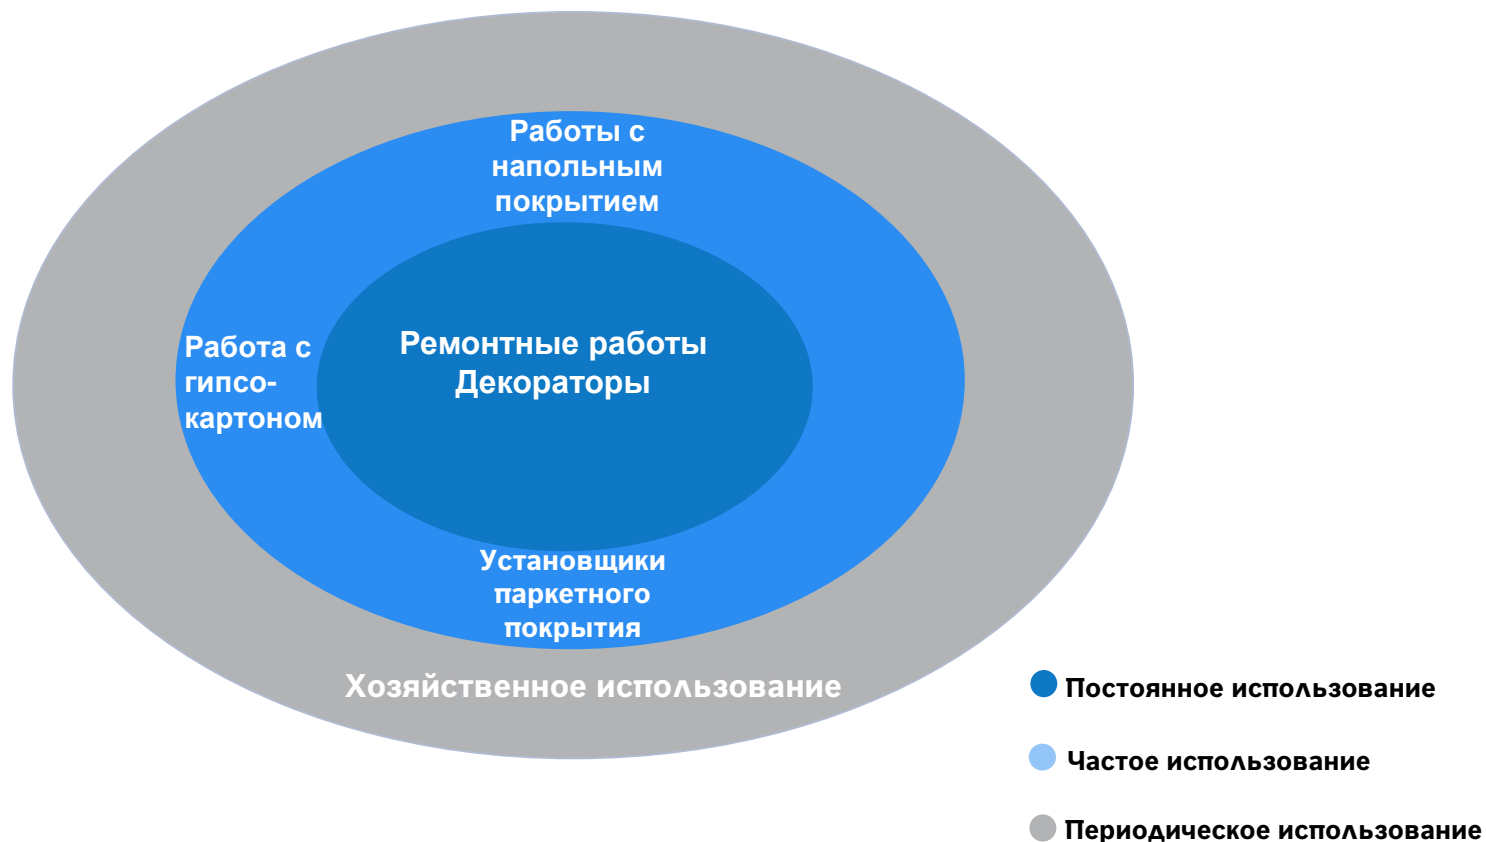 Работы с
напольным
покрытием
Работа с
гипсо-
картоном
Ремонтные работы
Декораторы
Установщики
паркетного
покрытия
Хозяйственное использование
Постоянное использование
Частое использование
Периодическое использование